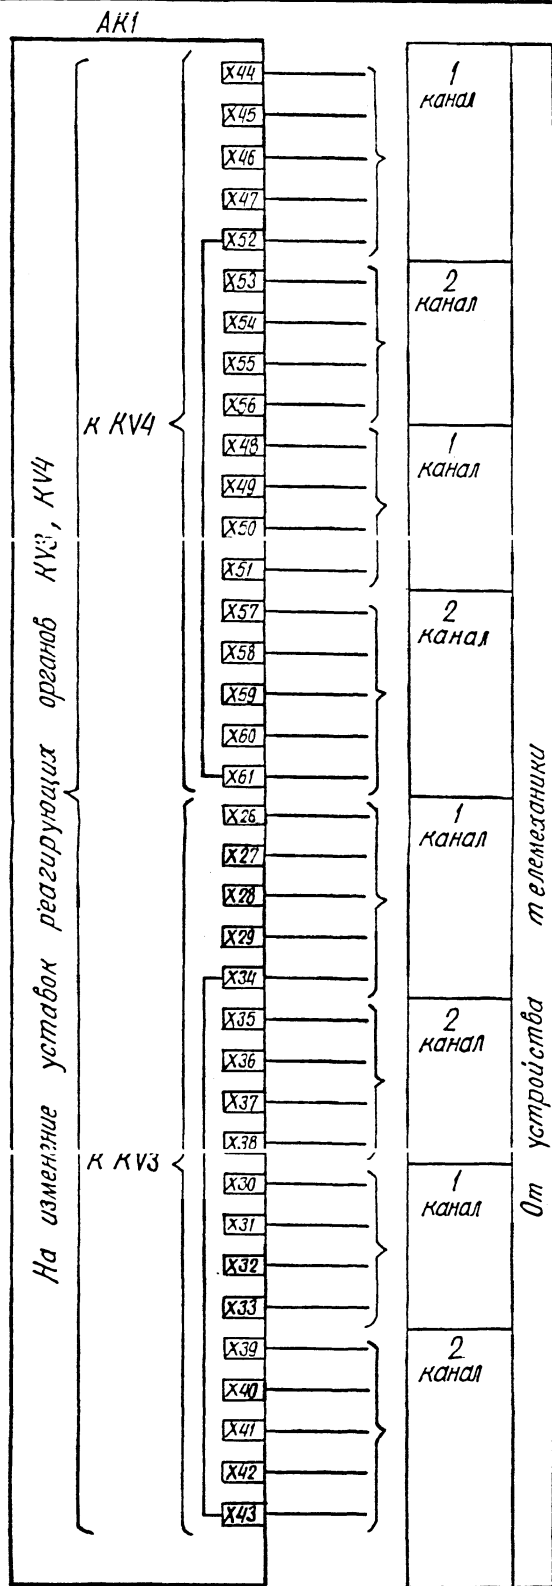 АК1
На изменение уставок реагирующих органов KV3, KV4
к KV4
X44
X45
X46
X47
X52
X53
X54
X55
X56
X48
X49
X50
X51
X57
X58
X59
X60
X61
к KV3
X26
X27
X28
X29
X34
X35
X36
X37
X38
X30
X31
X32
X33
X39
X40
X41
X42
X43
1
канал
2
канал
1
канал
2
канал
1
канал
2
канал
1
канал
2
канал
От устройства телемеханики